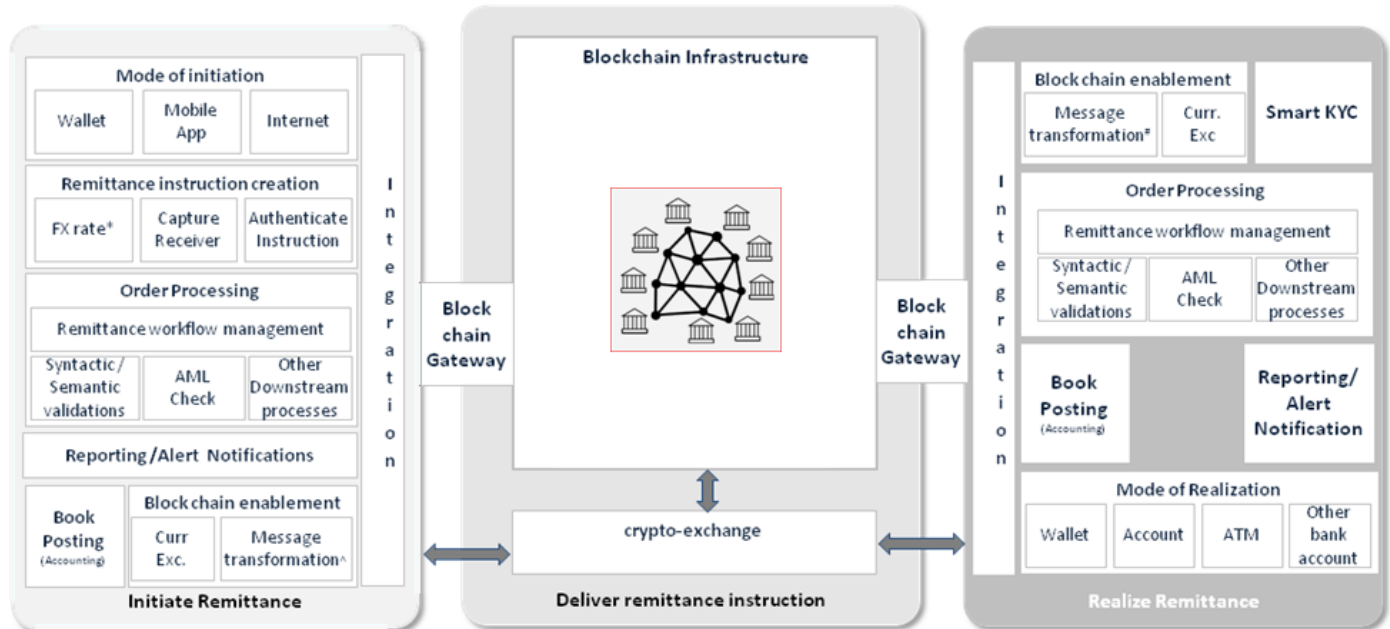 Mode of initiation
Wallet
Mobile
App
Internet
Remittance instruction creation
FX rate*
Capture
Receiver
Authenticate
Instruction
Order Processing
Remittance workflow management
Syntactic /
Semantic
validations
AML
Check
Other
Downstream
processes
Reporting /Alert Notifications
Book
Posting
(Accounting)
Block chain enablement
Curr
Exc.
Message
transformation^
Integration
Initiate Remittance
Block
chain
Gateway
Blockchain Infrastructure
crypto-exchange
Deliver remittance instruction
Block
chain
Gateway
Integration
Block chain enablement
Message
transformation#
Curr.
Exc
Smart KYC
Order Processing
Remittance workflow management
Syntactic /
Semantic
validations
AML
Check
Other
Downstream
processes
Book
Posting
(Accounting)
Reporting/
Alert
Notification
Mode of Realization
Wallet
Account
ATM
Other
bank
account
Realize Remittance